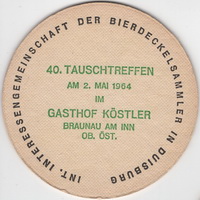 INT. INTERESSENGEMEINSCHAFT DER BIERDECKELSAMMLER IN DUISBURG
40. TAUSCHTREFFEN
AM 2. MAI 1964
IM
GASTHOF KÖSTLER
BRAUNAU AM INN
OB. ÖST.